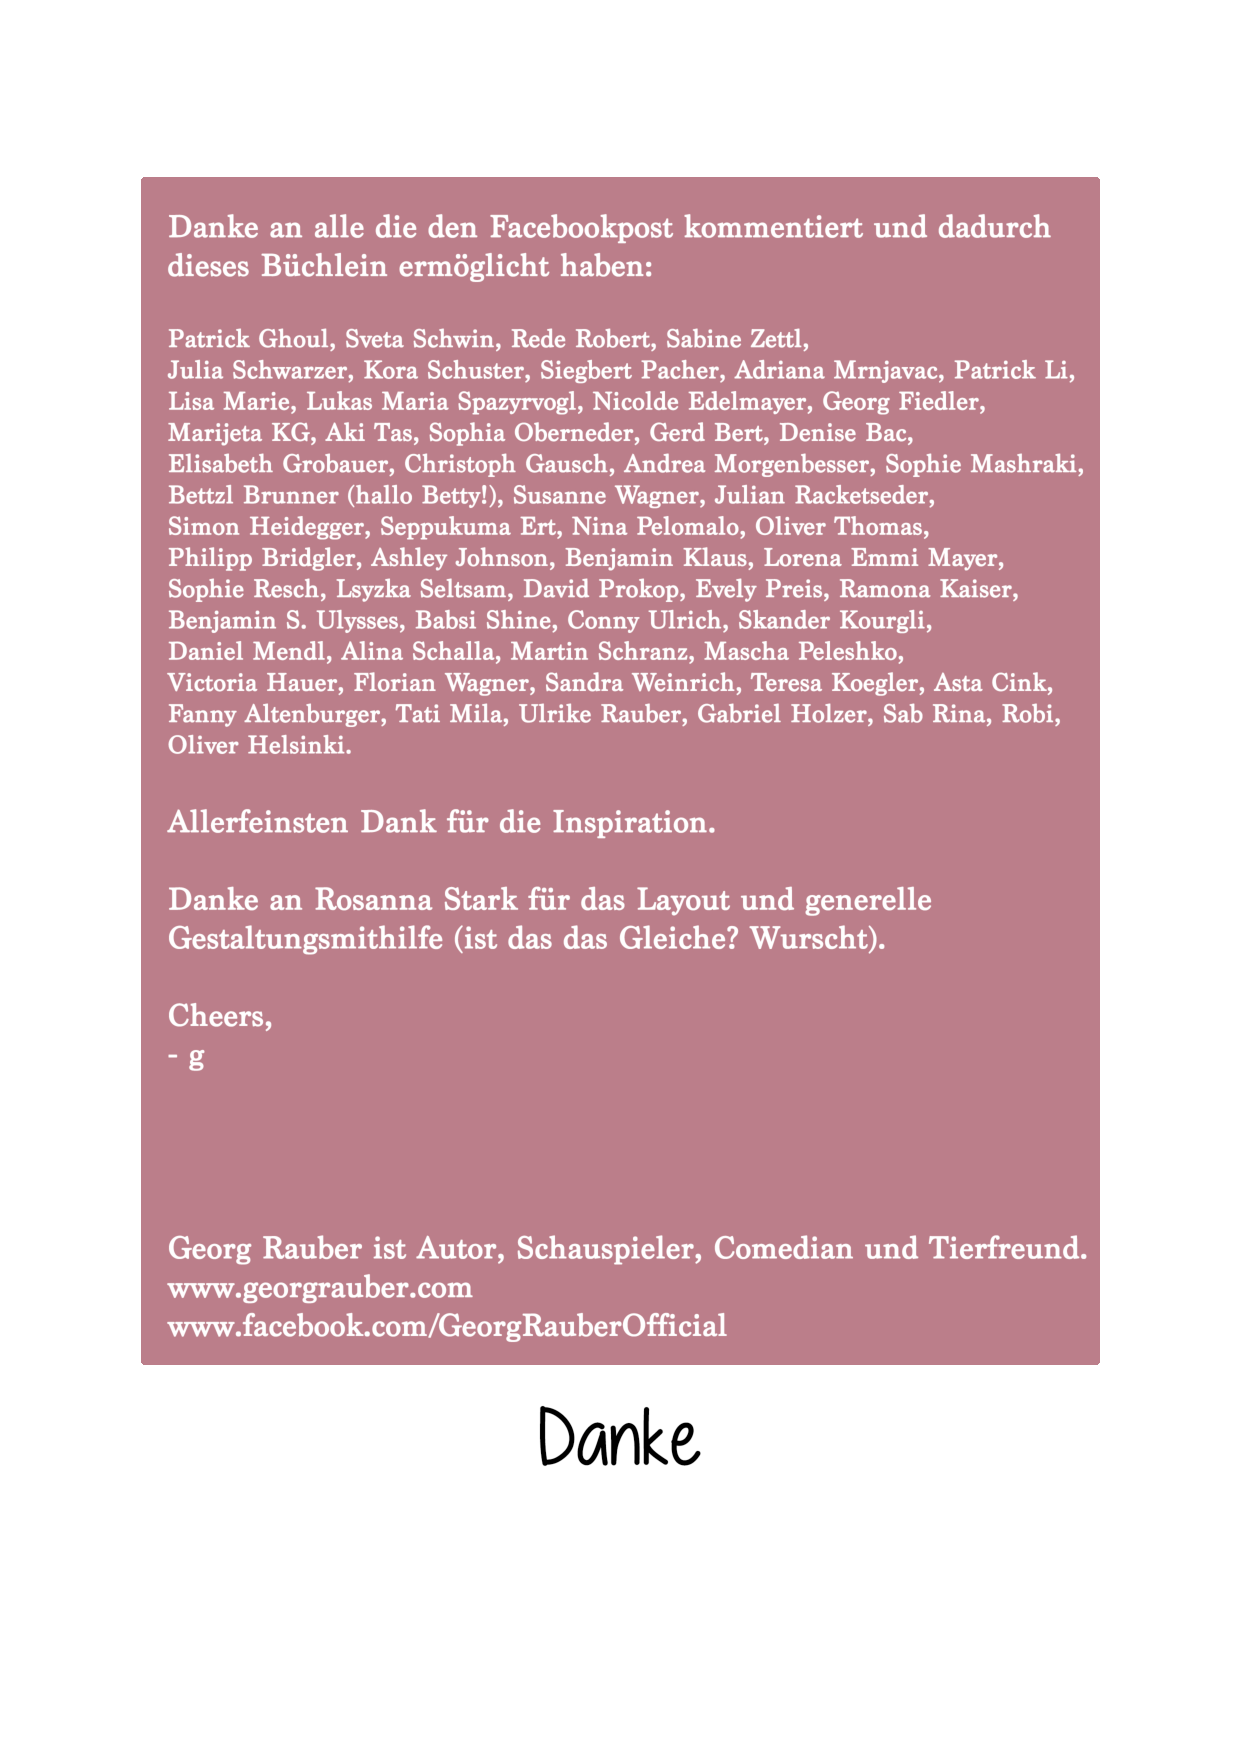 Danke an alle die den Facebookpost kommentiert und dadurch
dieses Büchlein ermöglicht haben:
Patrick Ghoul, Sveta Schwin, Rede Robert, Sabine Zettl,
Julia Schwarzer, Kora Schuster, Siegbert Pacher, Adriana Mrnjavac, Patrick Li,
Lisa Marie, Lukas Maria Spazyrvogl, Nicolde Edelmayer, Georg Fiedler,
Marijeta KG, Aki Tas, Sophia Oberneder, Gerd Bert, Denise Bac,
Elisabeth Grobauer, Christoph Gausch, Andrea Morgenbesser, Sophie Mashraki,
Bettzl Brunner (hallo Betty!), Susanne Wagner, Julian Racketseder,
Simon Heidegger, Seppukuma Ert, Nina Pelomalo, Oliver Thomas,
Philipp Bridgler, Ashley Johnson, Benjamin Klaus, Lorena Emmi Mayer,
Sophie Resch, Lsyzka Seltsam, David Prokop, Evely Preis, Ramona Kaiser,
Benjamin S. Ulysses, Babsi Shine, Conny Ulrich, Skander Kourgli,
Daniel Mendl, Alina Schalla, Martin Schranz, Mascha Peleshko,
Victoria Hauer, Florian Wagner, Sandra Weinrich, Teresa Koegler, Asta Cink,
Fanny Altenburger, Tati Mila, Ulrike Rauber, Gabriel Holzer, Sab Rina, Robi,
Oliver Helsinki.
Allerfeinsten Dank für die Inspiration.
Danke an Rosanna Stark für das Layout und generelle
Gestaltungsmithilfe (ist das das Gleiche? Wurscht).
Cheers,
- g
Georg Rauber ist Autor, Schauspieler, Comedian und Tierfreund.
www.georgrauber.com
www.facebook.com/GeorgRauberOfficial
Danke